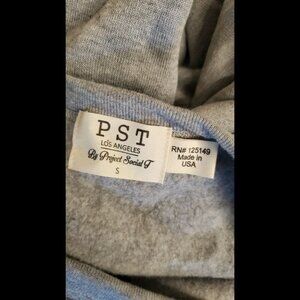 PST
LOS ANGELES
By Project Social T
S
RN# 125149
Made in
USA